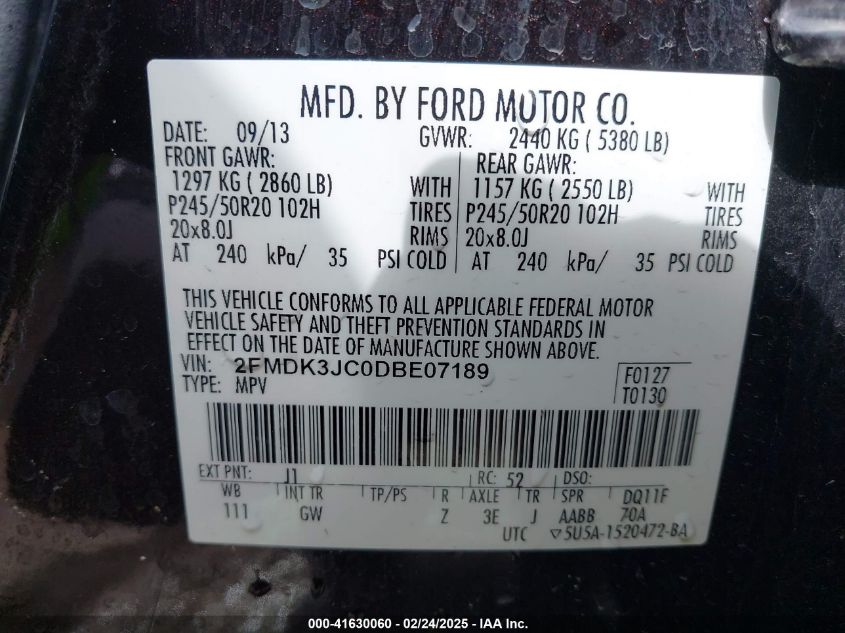 MFD. BY FORD MOTOR CO.
DATE: 09/13 GVWR: 2440 KG ( 5380 LB)
FRONT GAWR: REAR GAWR:
1297 KG ( 2860 LB) WITH 1157 KG ( 2550 LB) WITH
P245/50R20 102H TIRES P245/50R20 102H TIRES
20x8.0J RIMS 20x8.0J RIMS
AT 240 kPa/ 35 PSI COLD AT 240 kPa/ 35 PSI COLD
THIS VEHICLE CONFORMS TO ALL APPLICABLE FEDERAL MOTOR
VEHICLE SAFETY AND THEFT PREVENTION STANDARDS IN
EFFECT ON THE DATE OF MANUFACTURE SHOWN ABOVE.
VIN: 2FMDK3JC0DBE07189 F0127
TYPE: MPV T0130
EXT PNT: J1 RC: 52 DSO:
WB INT TR TP/PS R AXLE TR SPR DQ11F
111 GW Z 3E J AABB 70A
UTC ▽5U5A-1520472-BA
000-41630060 - 02/24/2025 - IAA Inc.